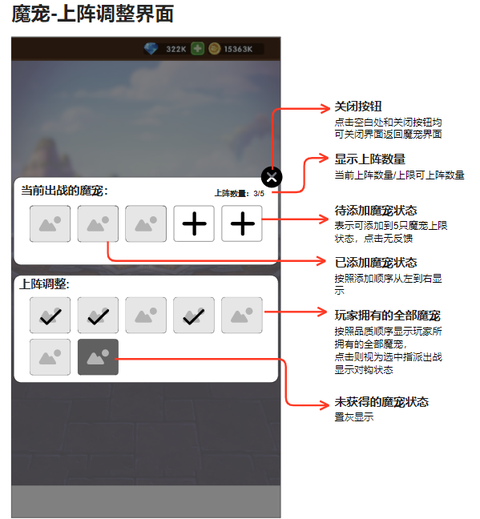 魔宠-上阵调整界面
322K
15363K
关闭按钮
点击空白处和关闭按钮均
可关闭界面返回魔宠界面
显示上阵数量
当前上阵数量/上限可上阵数量
当前出战的魔宠:
上阵数量: 3/5
待添加魔宠状态
表示可添加到5只魔宠上限
状态，点击无反馈
已添加魔宠状态
按照添加顺序从左到右显
示
上阵调整:
玩家拥有的全部魔宠
按照品质顺序显示玩家所
拥有的全部魔宠，
点击则视为选中指派出战
显示对钩状态
未获得的魔宠状态
置灰显示